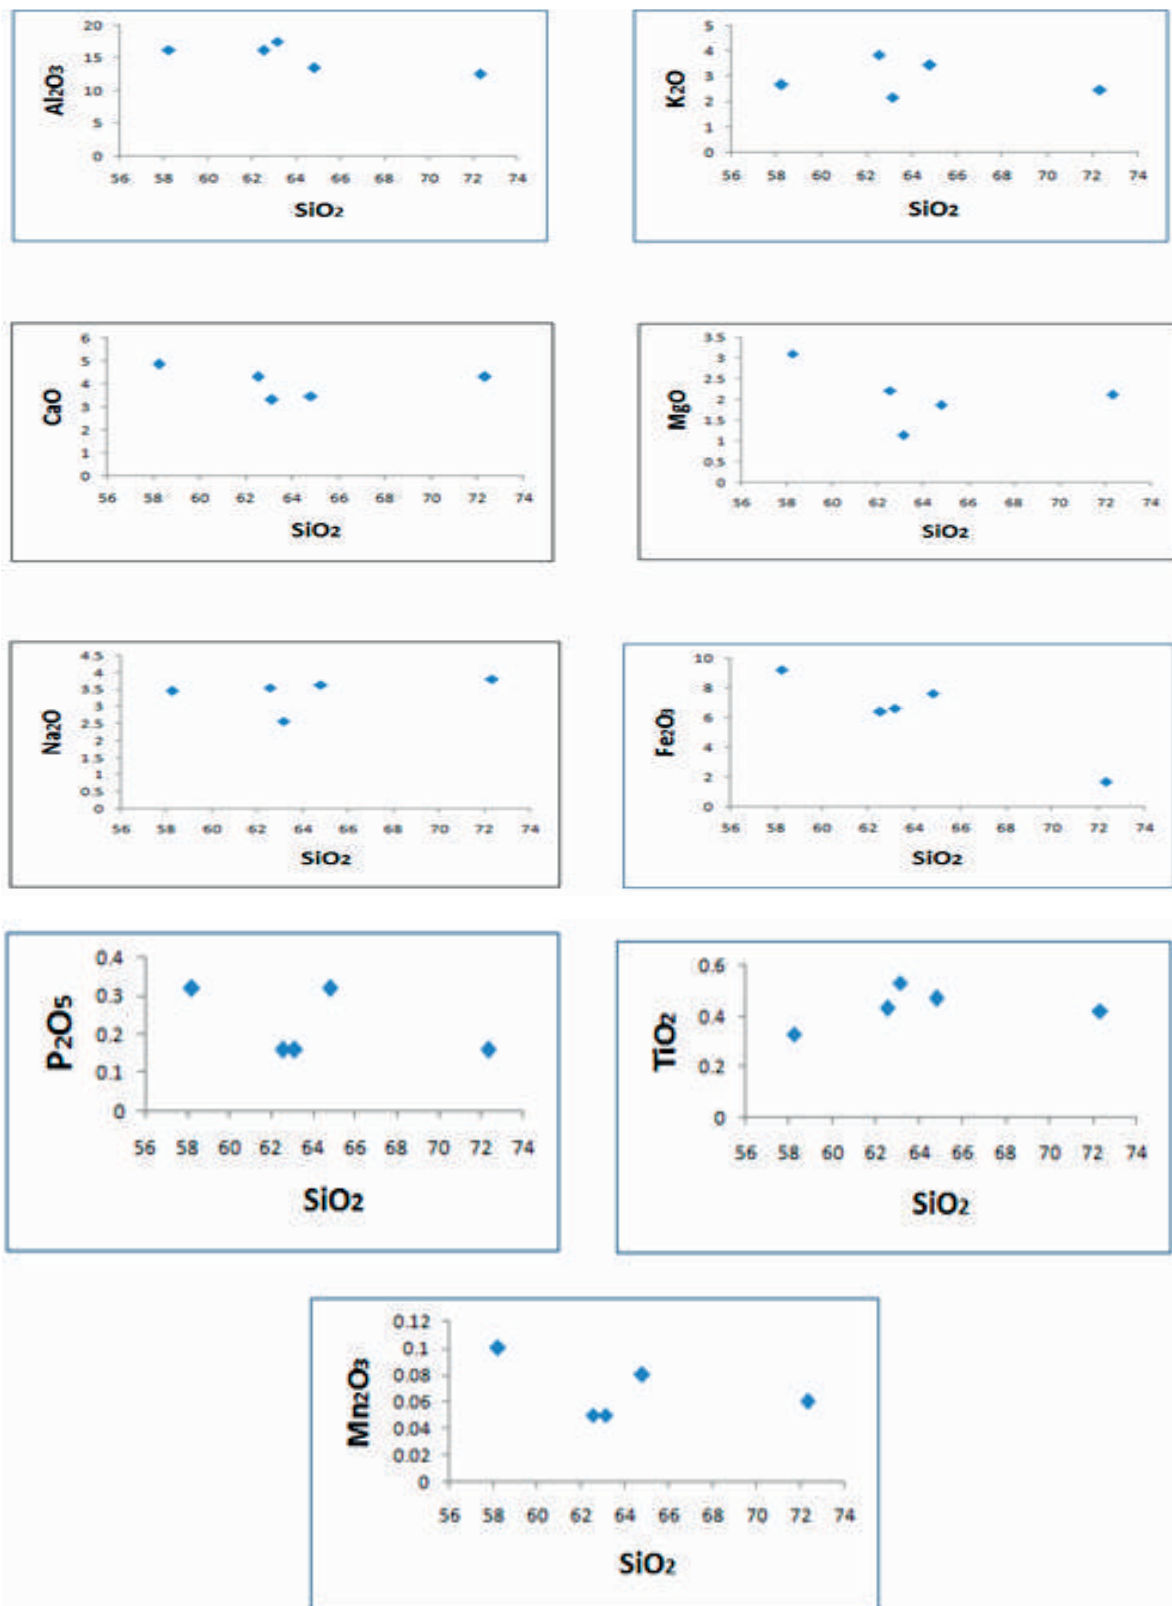 Al₂O₃
20
15
10
5
0
56 58 60 62 64 66 68 70 72 74
SiO₂
K₂O
5
4
3
2
1
0
56 58 60 62 64 66 68 70 72 74
SiO₂
CaO
6
5
4
3
2
1
0
56 58 60 62 64 66 68 70 72 74
SiO₂
MgO
3.5
3
2.5
2
1.5
1
0.5
0
56 58 60 62 64 66 68 70 72 74
SiO₂
Na₂O
4.5
4
3.5
3
2.5
2
1.5
1
0.5
0
56 58 60 62 64 66 68 70 72 74
SiO₂
Fe₂O₃
10
8
6
4
2
0
56 58 60 62 64 66 68 70 72 74
SiO₂
P₂O₅
0.4
0.3
0.2
0.1
0
56 58 60 62 64 66 68 70 72 74
SiO₂
TiO₂
0.6
0.4
0.2
0
56 58 60 62 64 66 68 70 72 74
SiO₂
Mn₂O₃
0.12
0.1
0.08
0.06
0.04
0.02
0
56 58 60 62 64 66 68 70 72 74
SiO₂